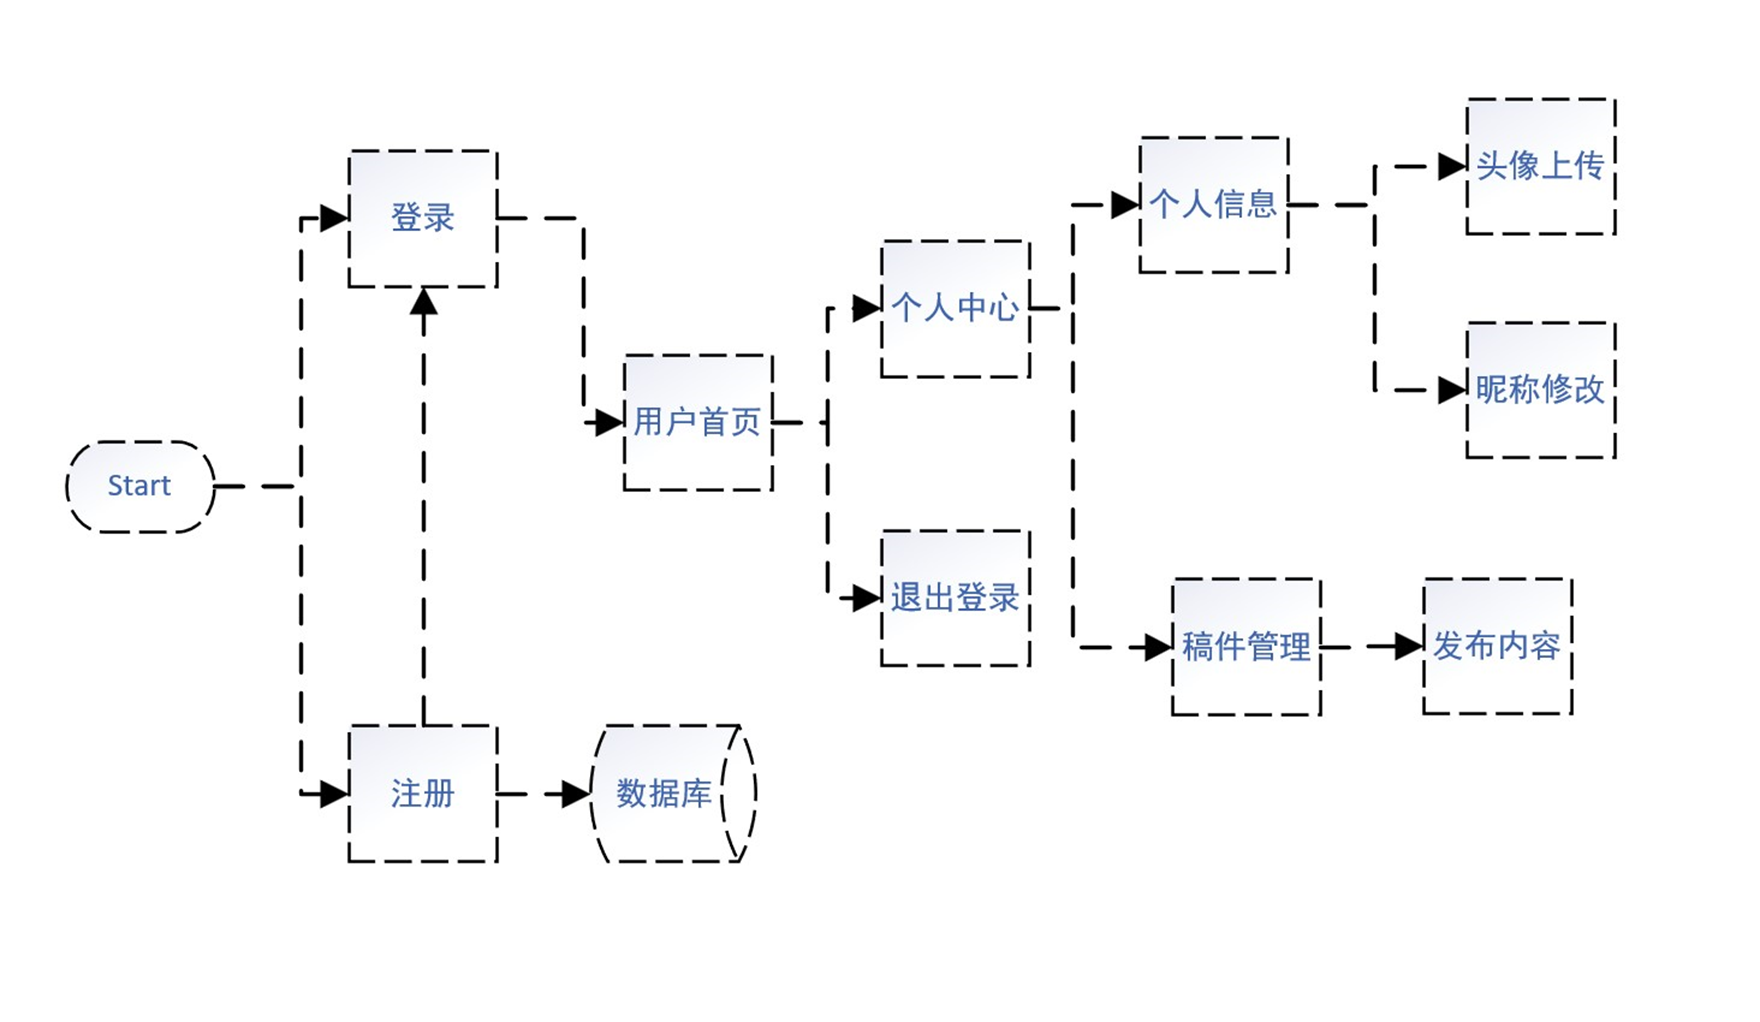 Start
登录
注册
数据库
用户首页
个人中心
退出登录
个人信息
稿件管理
头像上传
昵称修改
发布内容